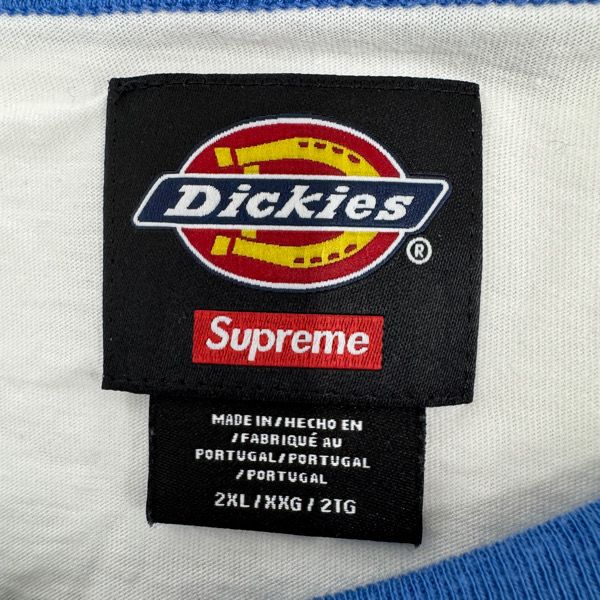 Dickies
®
Supreme
MADE IN/HECHO EN
/FABRIQUÉ AU
PORTUGAL/PORTUGAL
/PORTUGAL
2XL/XXG/2TG